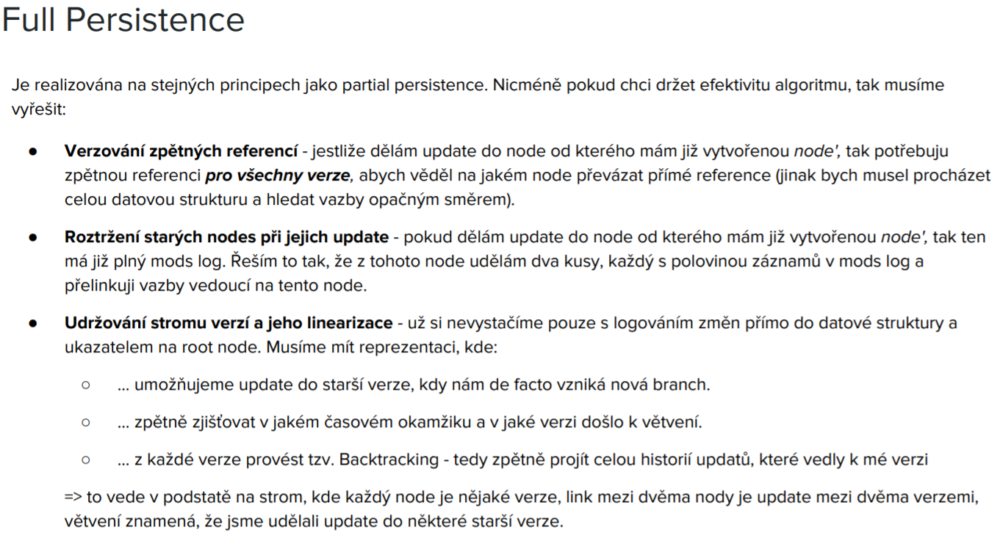 Full Persistence
Je realizována na stejných principech jako partial persistence. Nicméně pokud chci držet efektivitu algoritmu, tak musíme
vyřešit:
● Verzování zpětných referencí - jestliže dělám update do node od kterého mám již vytvořenou node', tak potřebuju
zpětnou referenci pro všechny verze, abych věděl na jakém node převázat přímé reference (jinak bych musel procházet
celou datovou strukturu a hledat vazby opačným směrem).
● Roztržení starých nodes při jejich update - pokud dělám update do node od kterého mám již vytvořenou node', tak ten
má již plný mods log. Řeším to tak, že z tohoto node udělám dva kusy, každý s polovinou záznamů v mods log a
přelinkuji vazby vedoucí na tento node.
● Udržování stromu verzí a jeho linearizace - už si nevystačíme pouze s logováním změn přímo do datové struktury a
ukazatelem na root node. Musíme mít reprezentaci, kde:
○ ... umožňujeme update do starší verze, kdy nám de facto vzniká nová branch.
○ ... zpětně zjišťovat v jakém časovém okamžiku a v jaké verzi došlo k větvení.
○ ... z každé verze provést tzv. Backtracking - tedy zpětně projít celou historií updatů, které vedly k mé verzi
=> to vede v podstatě na strom, kde každý node je nějaké verze, link mezi dvěma nody je update mezi dvěma verzemi,
větvení znamená, že jsme udělali update do některé starší verze.